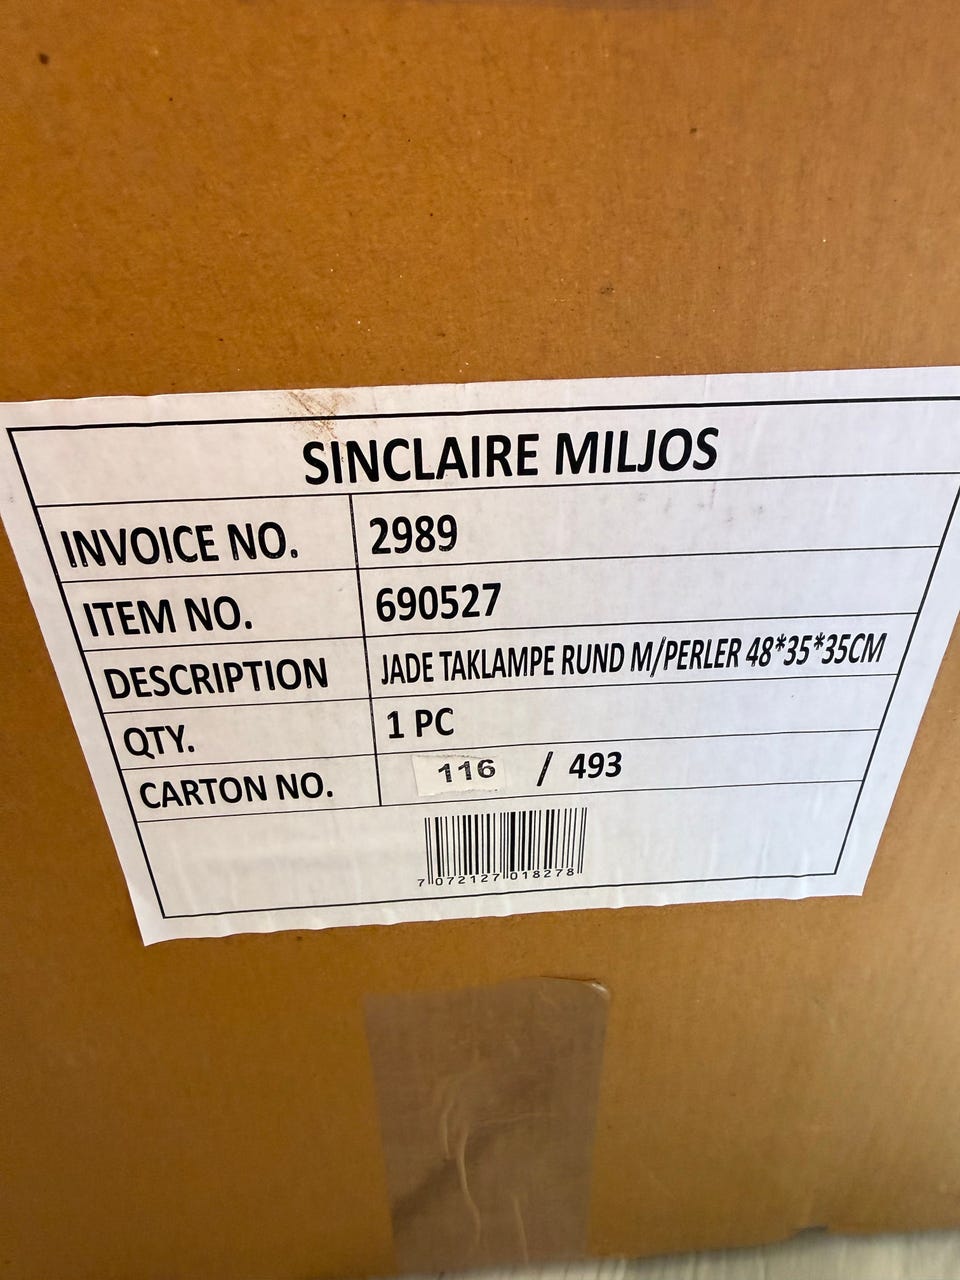 SINCLAIRE MILJOS
INVOICE NO. 2989
ITEM NO. 690527
DESCRIPTION JADE TAKLAMPE RUND M/PERLER 48*35*35CM
QTY. 1 PC
CARTON NO. 116 / 493
7 072127 018278